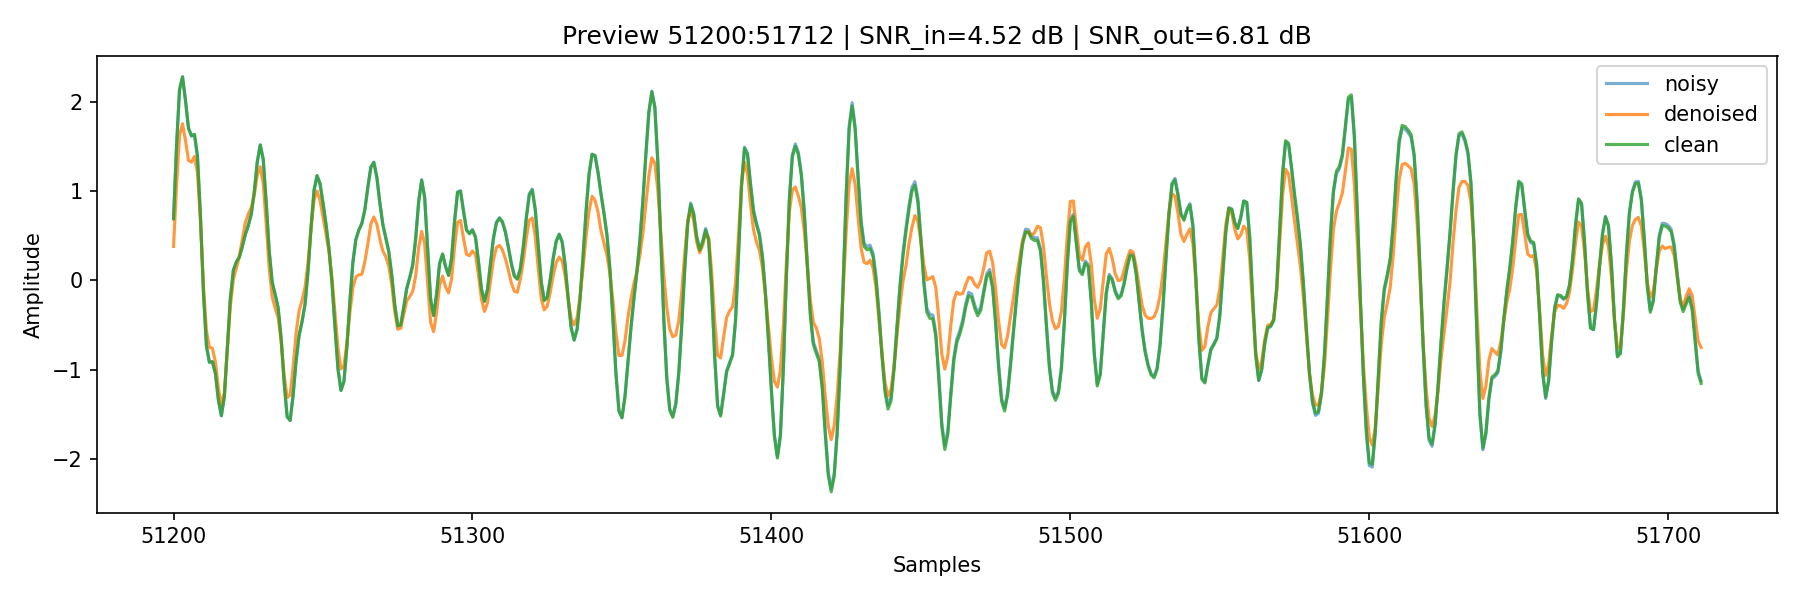 Preview 51200:51712 | SNR_in=4.52 dB | SNR_out=6.81 dB
noisy
denoised
clean
Amplitude
2
1
0
−1
−2
51200 51300 51400 51500 51600 51700
Samples